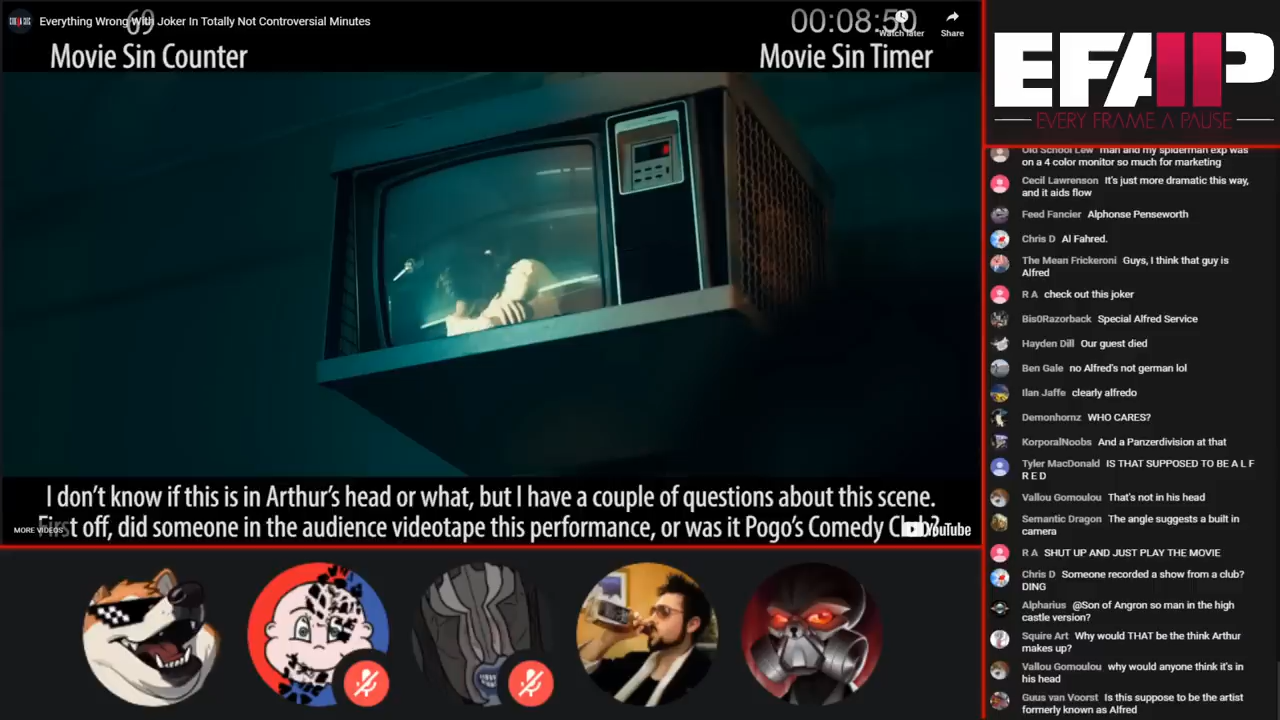 Everything Wrong With Joker In Totally Not Controversial Minutes
69
Movie Sin Counter
00:08:50
Watch later
Share
Movie Sin Timer
I don't know if this is in Arthur's head or what, but I have a couple of questions about this scene.
First off, did someone in the audience videotape this performance, or was it Pogo's Comedy Club?
MORE VIDEOS
YouTube
EFAP
EVERY FRAME A PAUSE
Old School Lew man and my spiderman exp was
on a 4 color monitor so much for marketing
Cecil Lawrenson It's just more dramatic this way,
and it aids flow
Feed Fancier Alphonse Penseworth
Chris D Al Fahred.
The Mean Frickeroni Guys, I think that guy is
Alfred
R A check out this joker
Bis0Razorback Special Alfred Service
Hayden Dill Our guest died
Ben Gale no Alfred's not german lol
Ilan Jaffe clearly alfredo
Demonhornz WHO CARES?
KorporalNoobs And a Panzerdivision at that
Tyler MacDonald IS THAT SUPPOSED TO BE A L F
R E D
Vallou Gomoulou That's not in his head
Semantic Dragon The angle suggests a built in
camera
R A SHUT UP AND JUST PLAY THE MOVIE
Chris D Someone recorded a show from a club?
DING
Alpharius @Son of Angron so man in the high
castle version?
Squire Art Why would THAT be the think Arthur
makes up?
Vallou Gomoulou why would anyone think it's in
his head
Guus van Voorst Is this suppose to be the artist
formerly known as Alfred